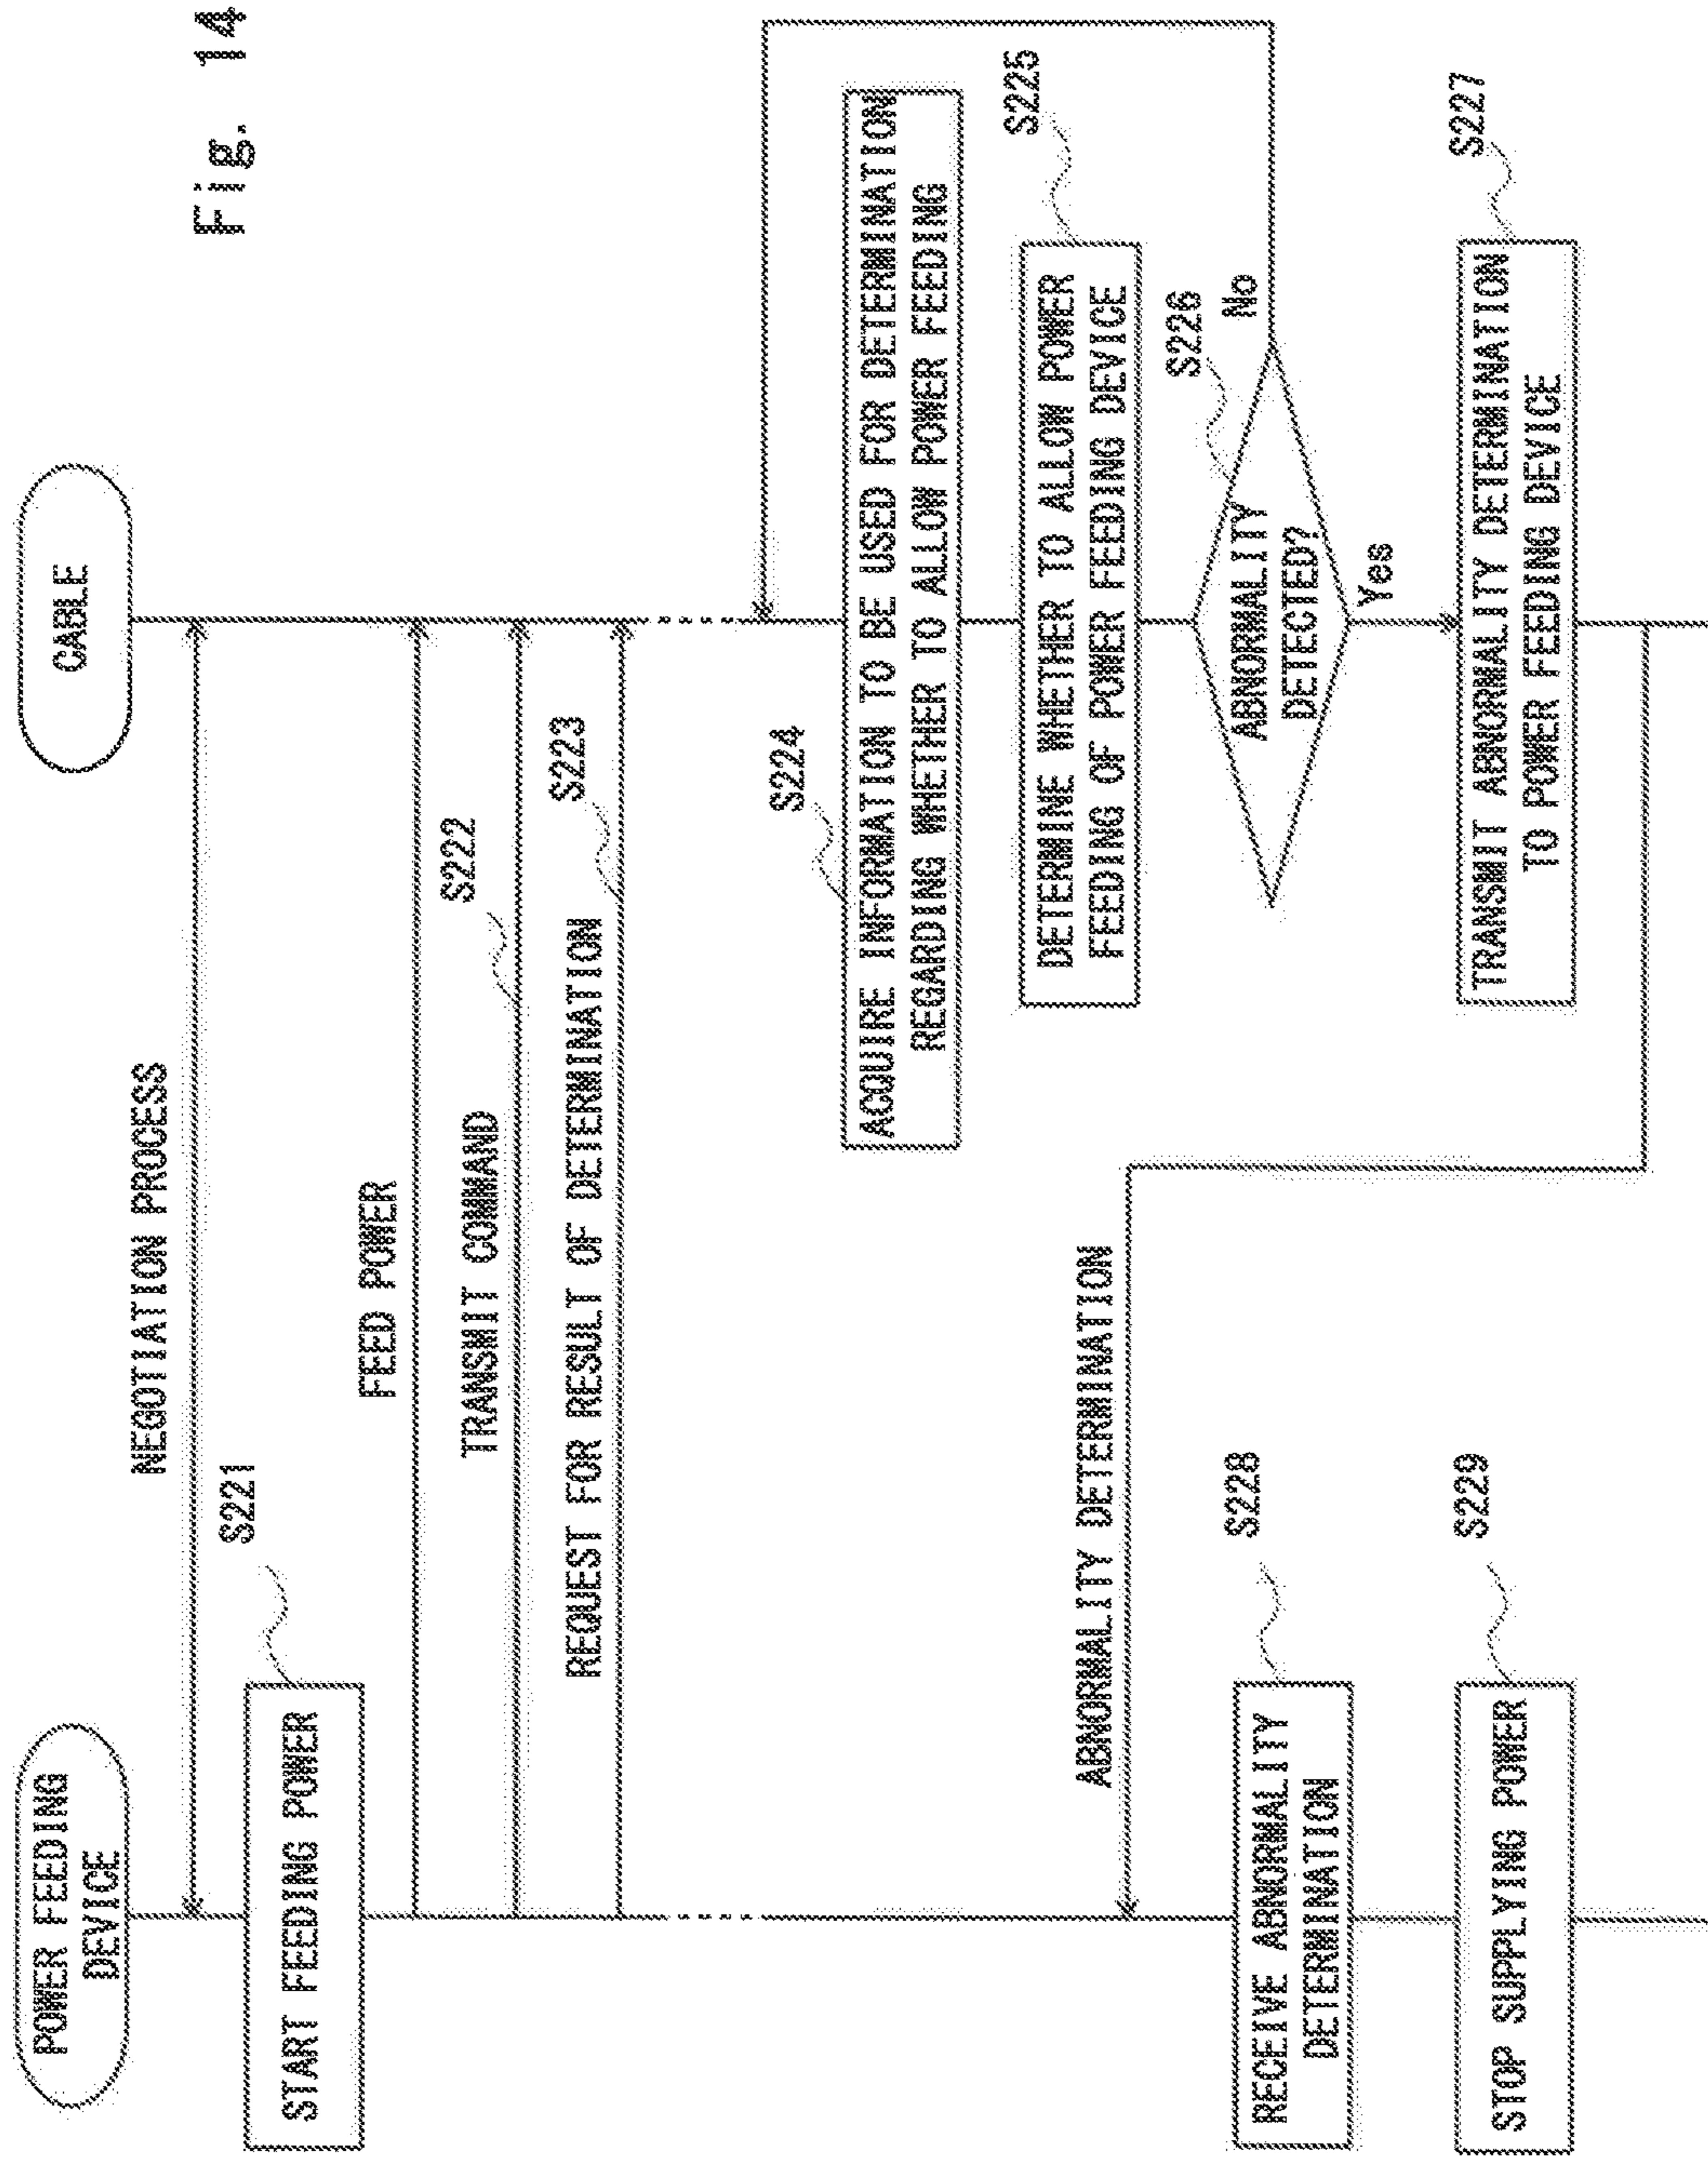 Fig. 14
POWER FEEDING
DEVICE
CABLE
NEGOTIATION PROCESS
S221
START FEEDING POWER
FEED POWER
S222
TRANSMIT COMMAND
S223
REQUEST FOR RESULT OF DETERMINATION
S224
ACQUIRE INFORMATION TO BE USED FOR DETERMINATION
REGARDING WHETHER TO ALLOW POWER FEEDING
S225
DETERMINE WHETHER TO ALLOW POWER
FEEDING OF POWER FEEDING DEVICE
S226
ABNORMALITY
DETECTED?
No
Yes
S227
TRANSMIT ABNORMALITY DETERMINATION
TO POWER FEEDING DEVICE
ABNORMALITY DETERMINATION
S228
RECEIVE ABNORMALITY
DETERMINATION
S229
STOP SUPPLYING POWER